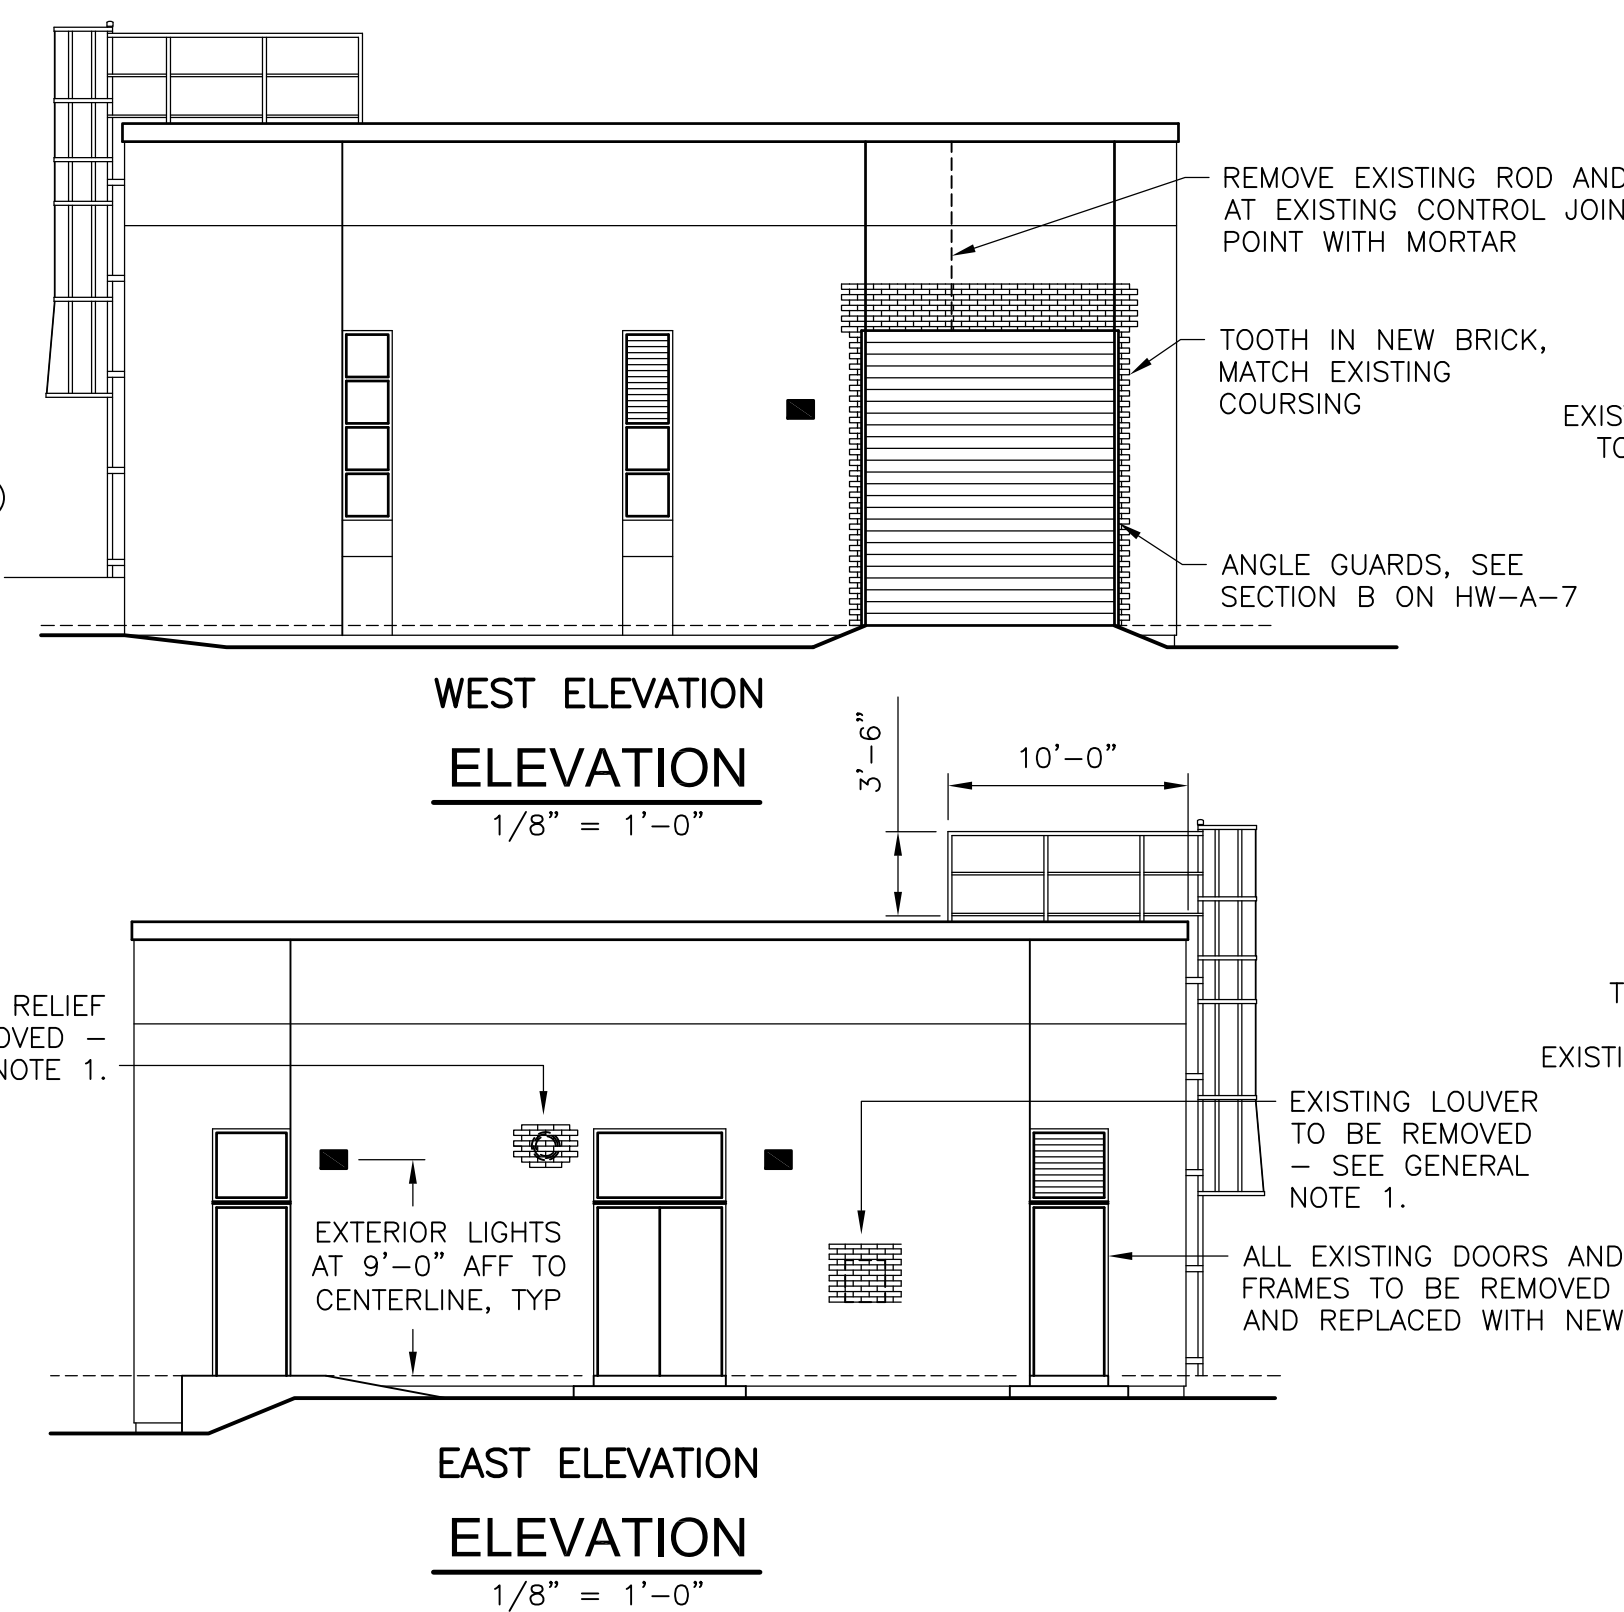 REMOVE EXISTING ROD AND
AT EXISTING CONTROL JOIN
POINT WITH MORTAR
TOOTH IN NEW BRICK,
MATCH EXISTING
COURSING
EXIS
TO
ANGLE GUARDS, SEE
SECTION B ON HW-A-7
WEST ELEVATION
ELEVATION
1/8" = 1'-0"
3'-6"
10'-0"
RELIEF
OVED -
NOTE 1.
T
EXISTI
EXISTING LOUVER
TO BE REMOVED
- SEE GENERAL
NOTE 1.
EXTERIOR LIGHTS
AT 9'-0" AFF TO
CENTERLINE, TYP
ALL EXISTING DOORS AND
FRAMES TO BE REMOVED
AND REPLACED WITH NEW
EAST ELEVATION
ELEVATION
1/8" = 1'-0"